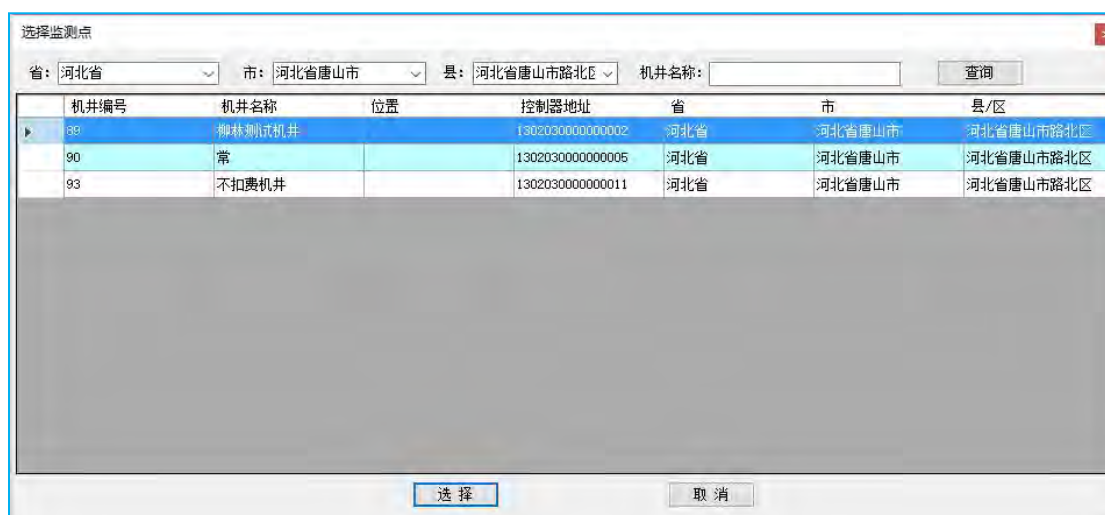 选择监测点
省: 河北省 市: 河北省唐山市 县: 河北省唐山市路北区 机井名称: 查询
机井编号 机井名称 位置 控制器地址 省 市 县/区
89 柳林测试机井 1302030000000002 河北省 河北省唐山市 河北省唐山市路北区
90 常 1302030000000005 河北省 河北省唐山市 河北省唐山市路北区
93 不扣费机井 1302030000000011 河北省 河北省唐山市 河北省唐山市路北区
选择 取消